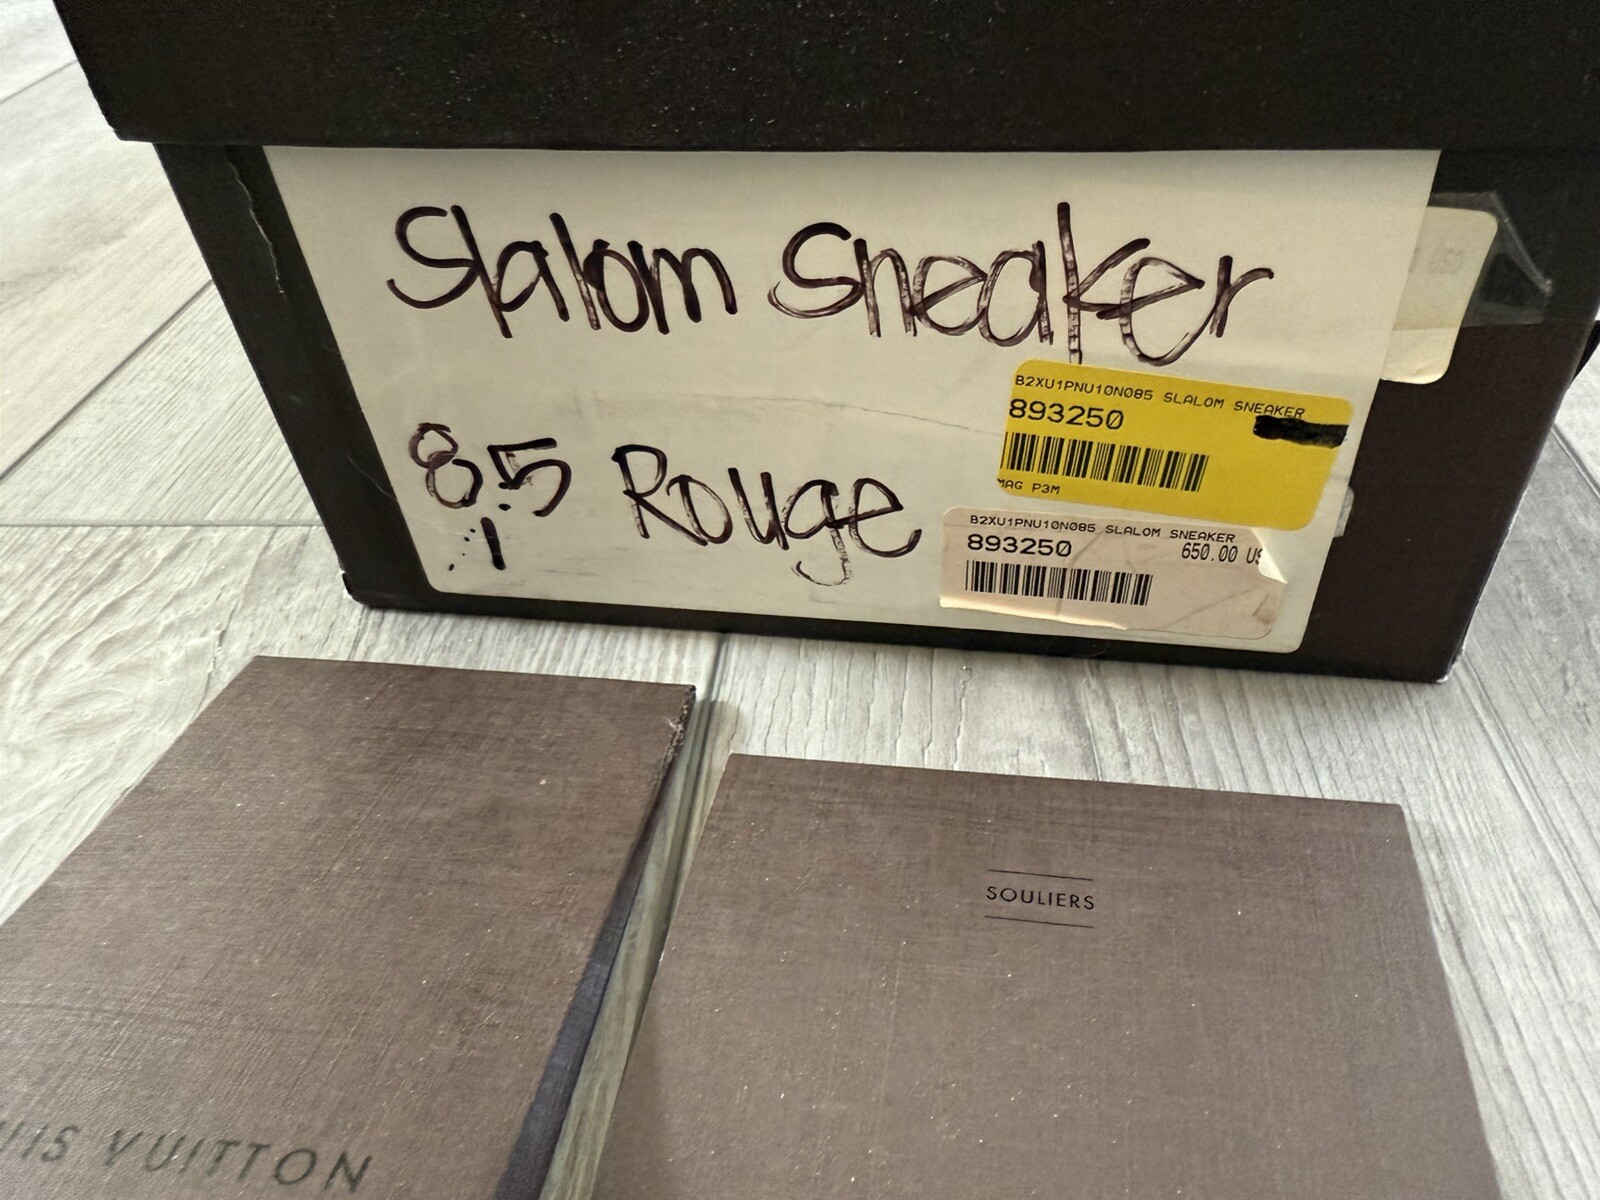 Slalom Sneaker
8.5 Rouge
B2XU1PNU10N085 SLALOM SNEAKER
893250
MAG P3M
B2XU1PNU10N085 SLALOM SNEAKER
893250 650.00 US
USD
SOULIERS
UIS VUITTON